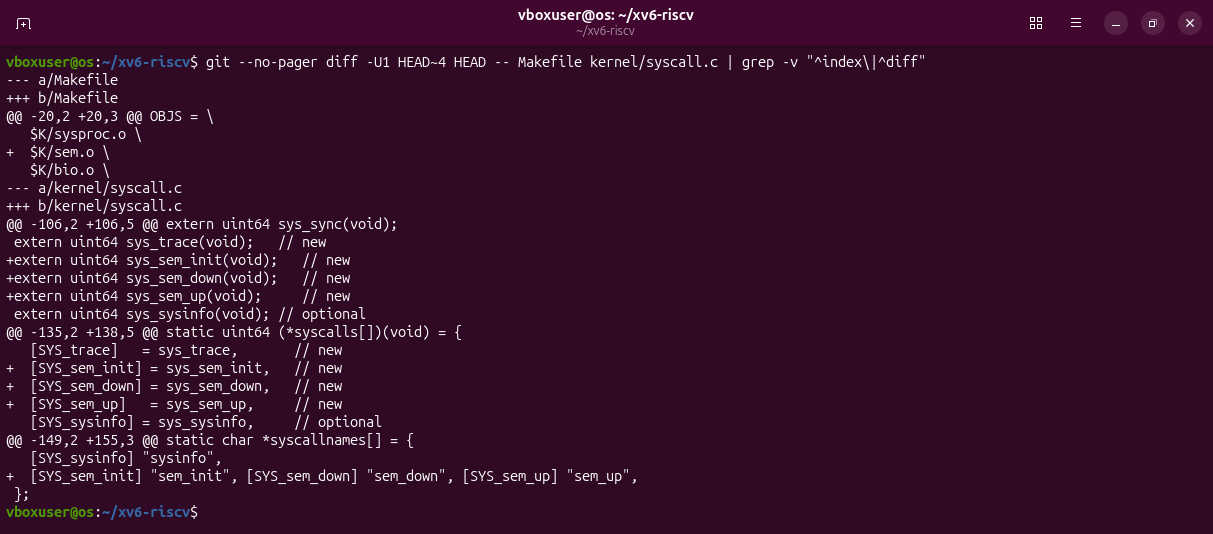 vboxuser@os: ~/xv6-riscv
~/xv6-riscv
vboxuser@os:~/xv6-riscv$ git --no-pager diff -U1 HEAD~4 HEAD -- Makefile kernel/syscall.c | grep -v "^index\|^diff"
--- a/Makefile
+++ b/Makefile
@@ -20,2 +20,3 @@ OBJS = \
   $K/sysproc.o \
+  $K/sem.o \
   $K/bio.o \
--- a/kernel/syscall.c
+++ b/kernel/syscall.c
@@ -106,2 +106,5 @@ extern uint64 sys_sync(void);
 extern uint64 sys_trace(void);   // new
+extern uint64 sys_sem_init(void);   // new
+extern uint64 sys_sem_down(void);   // new
+extern uint64 sys_sem_up(void);     // new
 extern uint64 sys_sysinfo(void); // optional
@@ -135,2 +138,5 @@ static uint64 (*syscalls[])(void) = {
   [SYS_trace]   = sys_trace,       // new
+  [SYS_sem_init] = sys_sem_init,   // new
+  [SYS_sem_down] = sys_sem_down,   // new
+  [SYS_sem_up]   = sys_sem_up,     // new
   [SYS_sysinfo] = sys_sysinfo,     // optional
@@ -149,2 +155,3 @@ static char *syscallnames[] = {
   [SYS_sysinfo] "sysinfo",
+  [SYS_sem_init] "sem_init", [SYS_sem_down] "sem_down", [SYS_sem_up] "sem_up",
 };
vboxuser@os:~/xv6-riscv$